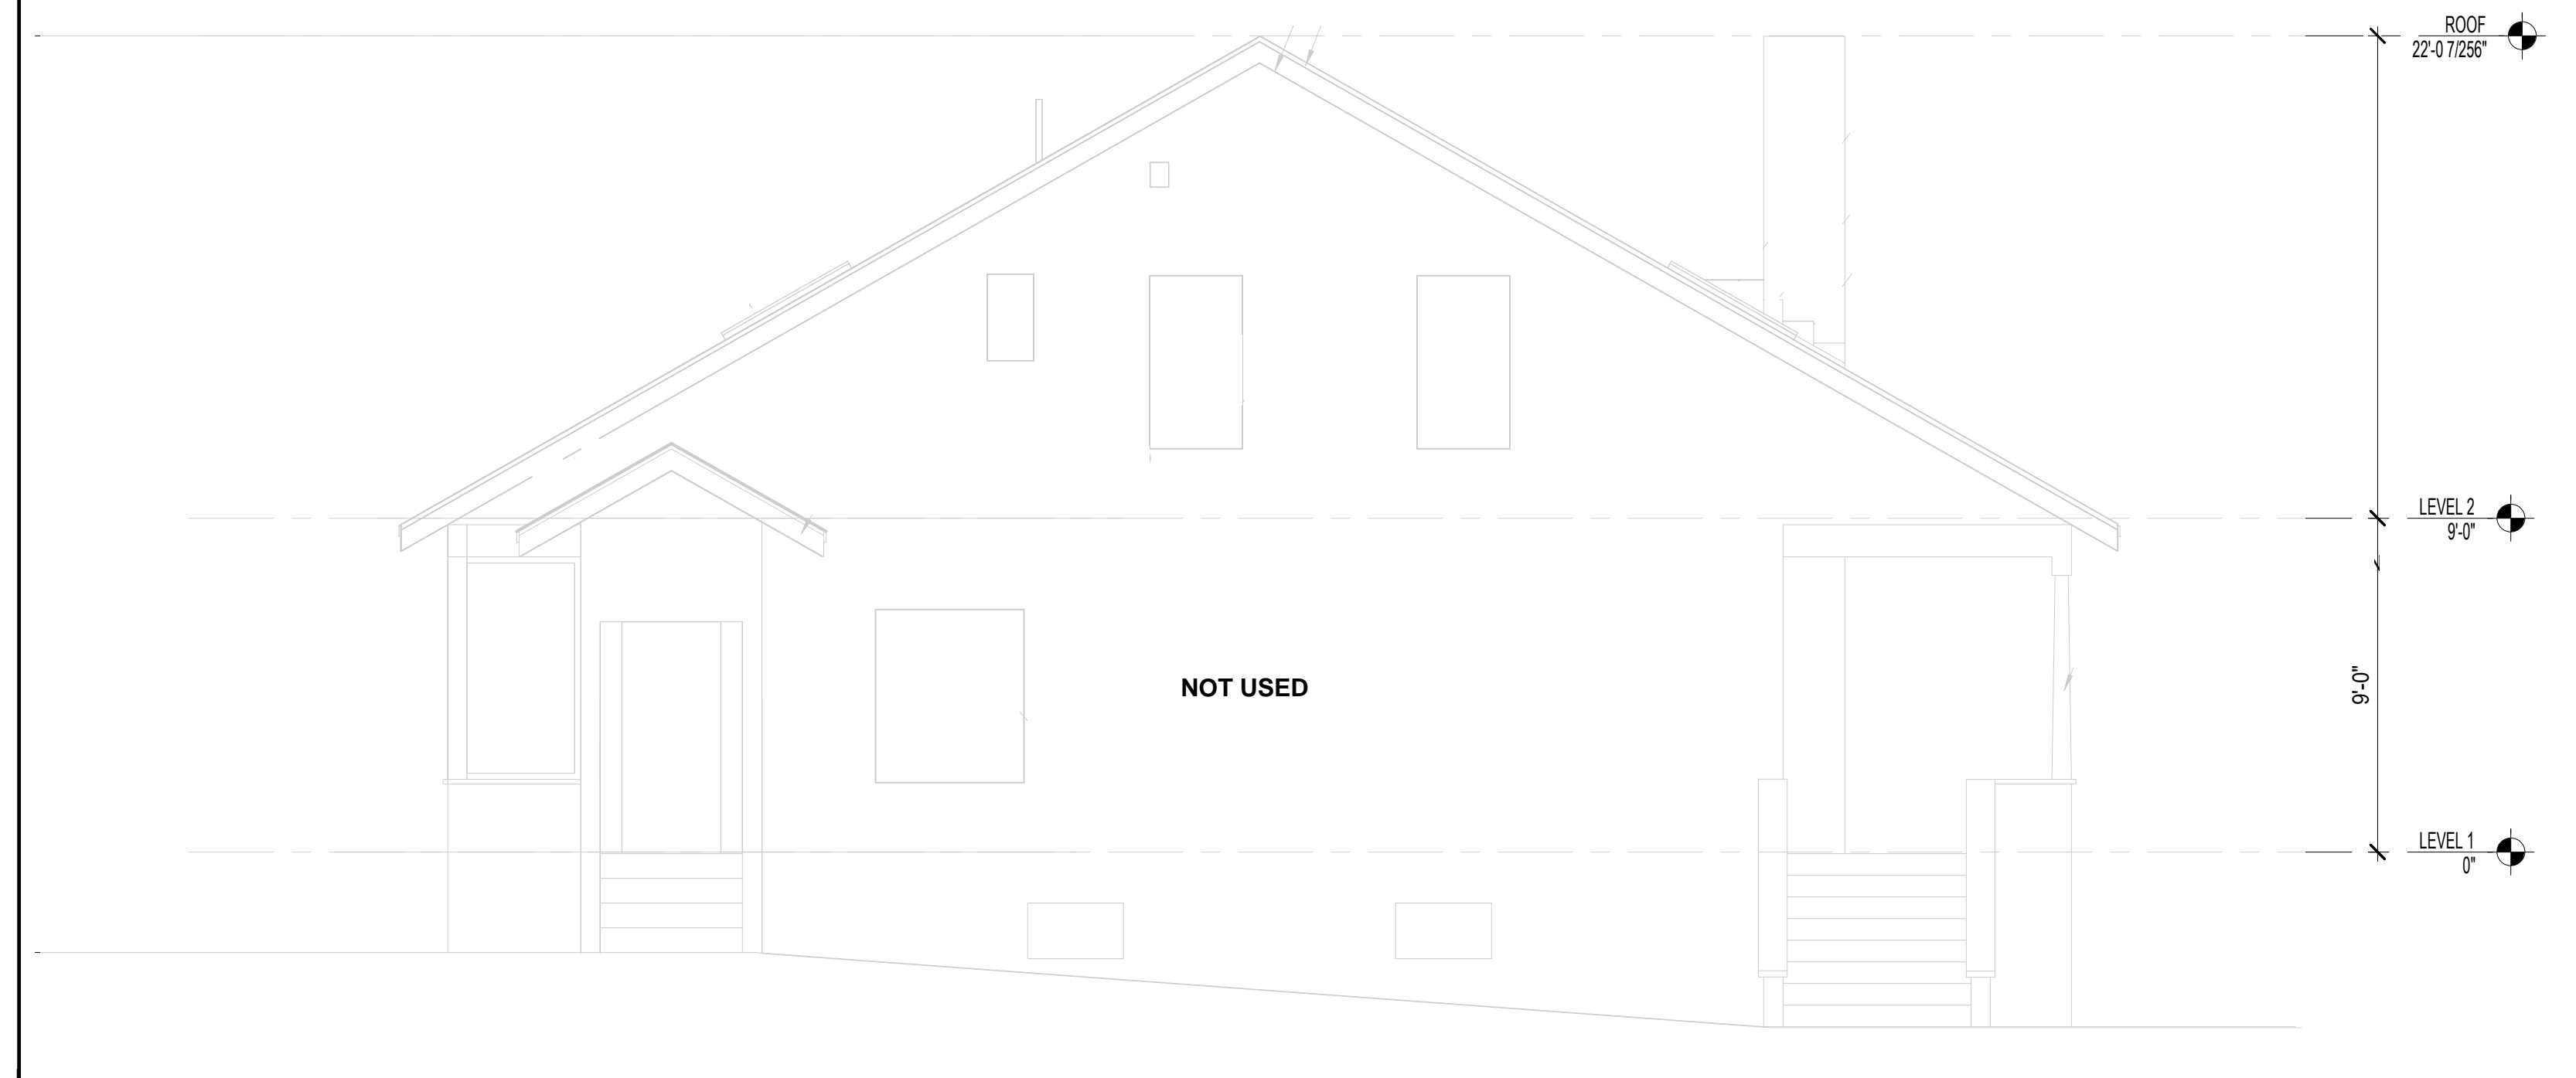 ROOF
22'-0 7/256"
LEVEL 2
9'-0"
NOT USED
9'-0"
LEVEL 1
0"